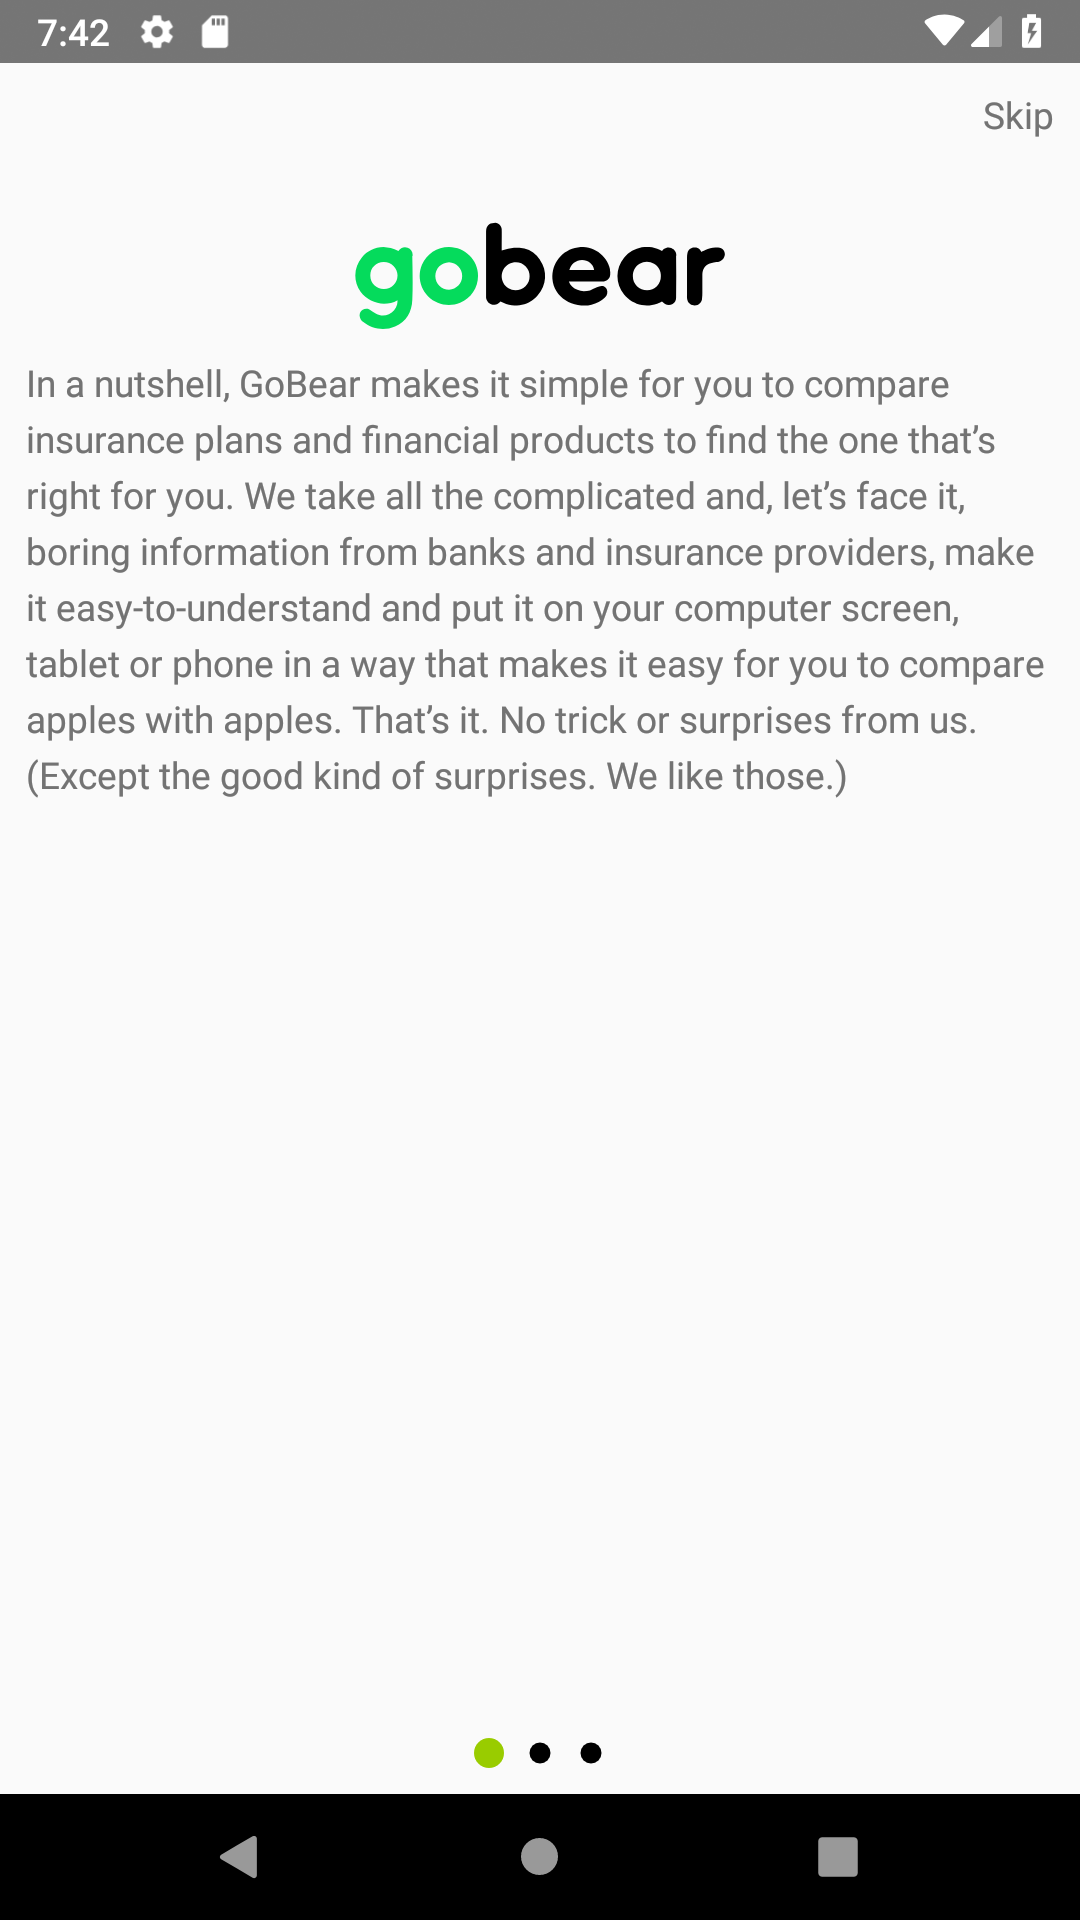 7:42
Skip
gobear
In a nutshell, GoBear makes it simple for you to compare
insurance plans and financial products to find the one that’s
right for you. We take all the complicated and, let’s face it,
boring information from banks and insurance providers, make
it easy-to-understand and put it on your computer screen,
tablet or phone in a way that makes it easy for you to compare
apples with apples. That’s it. No trick or surprises from us.
(Except the good kind of surprises. We like those.)